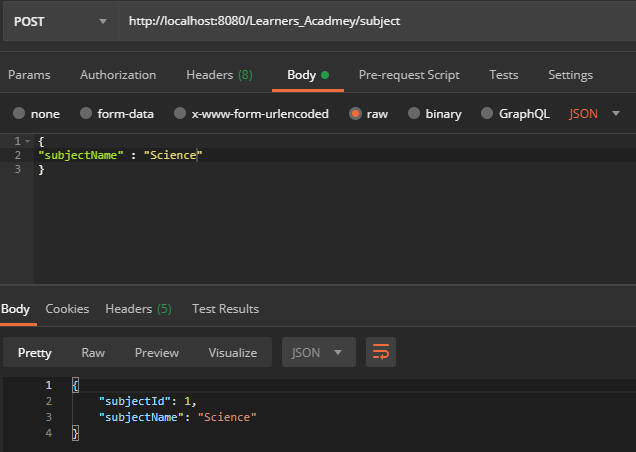 POST http://localhost:8080/Learners_Acadmey/subject
Params Authorization Headers (8) Body Pre-request Script Tests Settings
none form-data x-www-form-urlencoded raw binary GraphQL JSON
1 {
2 "subjectName" : "Science"
3 }
Body Cookies Headers (5) Test Results
Pretty Raw Preview Visualize JSON
1 {
2 "subjectId": 1,
3 "subjectName": "Science"
4 }